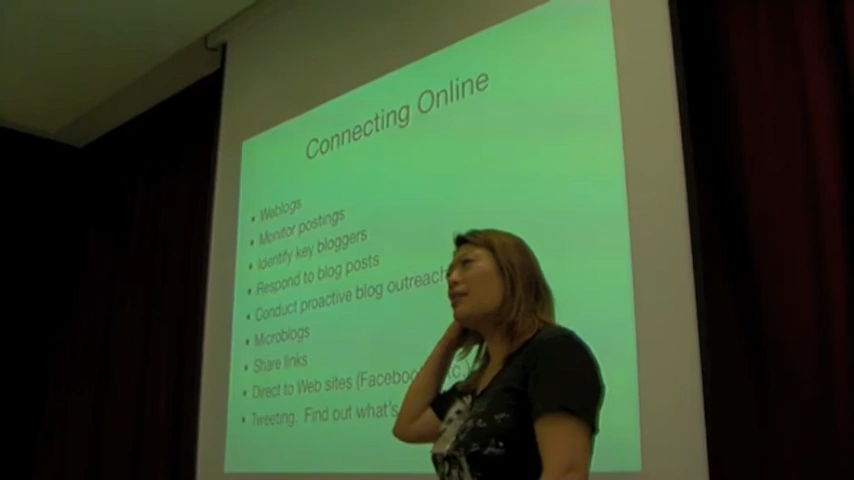 Connecting Online
• Weblogs
• Monitor postings
• Identify key bloggers
• Respond to blog posts
• Conduct proactive blog outreach
• Microblogs
• Share links
• Direct to Web sites (Facebook c.)
• Tweeting. Find out what's